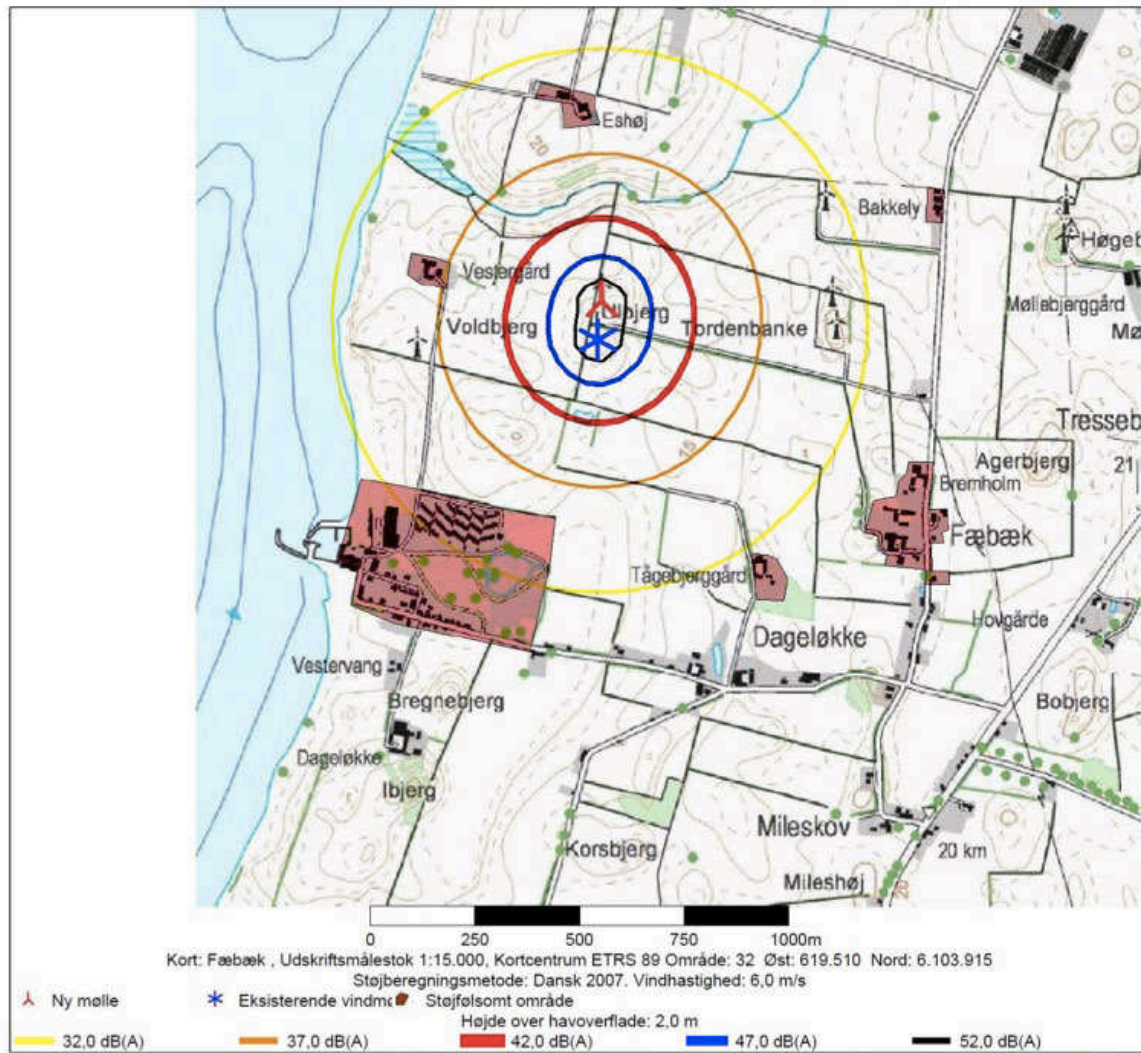 Eshøj
20
Bakkely
Høgeb
Vestergård
Møllebjerggård
Voldbjerg
Tordenbanke
Mø
Tresseb
15
Agerbjerg
21
Bremholm
Fæbæk
Tågebjerggård
Hovgårde
Dageløkke
Vestervang
Bregnebjerg
Bobjerg
Dageløkke
Ibjerg
Mileskov
Korsbjerg
20 km
Mileshøj
20
0 250 500 750 1000m
Kort: Fæbæk , Udskriftsmålestok 1:15.000, Kortcentrum ETRS 89 Område: 32 Øst: 619.510 Nord: 6.103.915
Støjberegningsmetode: Dansk 2007. Vindhastighed: 6,0 m/s
Ny mølle Eksisterende vindmø Støjfølsomt område
Højde over havoverflade: 2,0 m
32,0 dB(A) 37,0 dB(A) 42,0 dB(A) 47,0 dB(A) 52,0 dB(A)